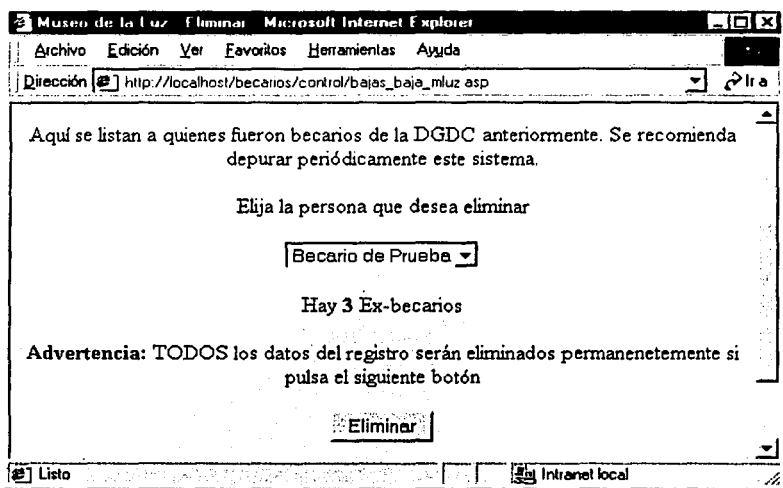 Museo de la Luz Eliminar Microsoft Internet Explorer
Archivo Edición Ver Favoritos Herramientas Ayuda
Dirección http://localhost/becarios/control/bajas_baja_mluz asp Ir a
Aquí se listan a quienes fueron becarios de la DGDC anteriormente. Se recomienda
depurar periódicamente este sistema.
Elija la persona que desea eliminar
Becario de Prueba
Hay 3 Ex-becarios
Advertencia: TODOS los datos del registro serán eliminados permanenetemente si
pulsa el siguiente botón
Eliminar
Listo Intranet local